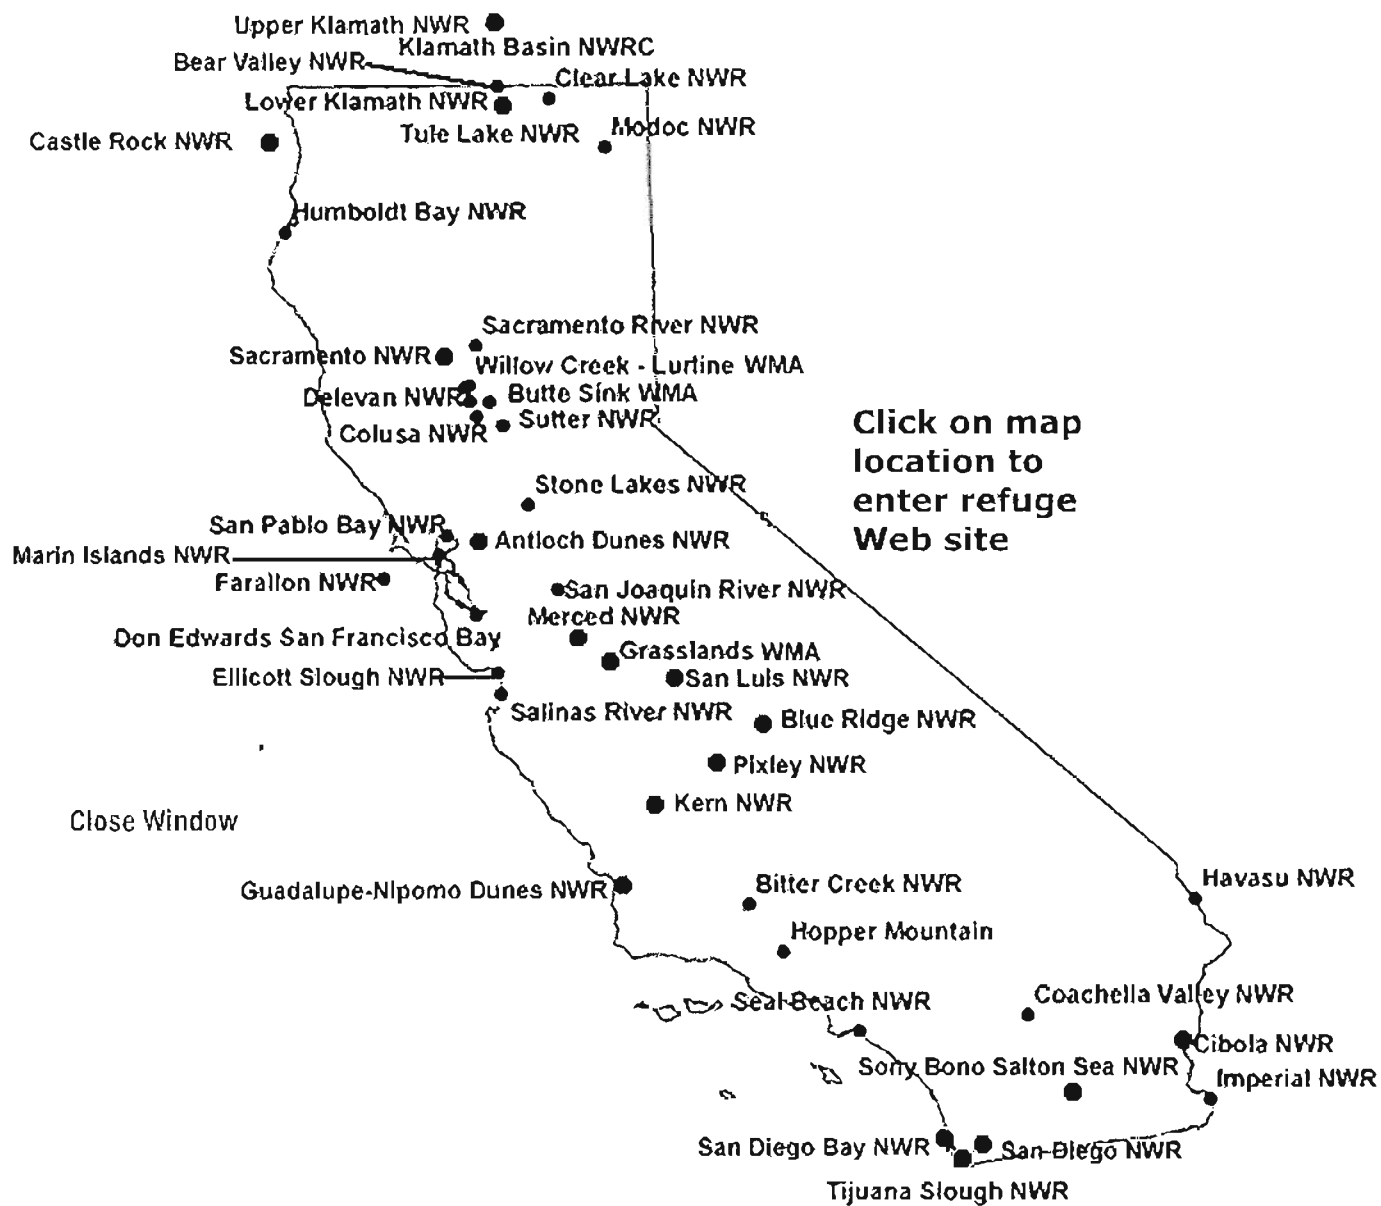 Upper Klamath NWR
Klamath Basin NWRC
Bear Valley NWR
Clear Lake NWR
Lower Klamath NWR
Tule Lake NWR
Modoc NWR
Castle Rock NWR
Humboldt Bay NWR
Sacramento River NWR
Sacramento NWR
Willow Creek - Lurline WMA
Delevan NWR
Butte Sink WMA
Colusa NWR
Sutter NWR
Click on map
location to
enter refuge
Web site
Stone Lakes NWR
San Pablo Bay NWR
Antioch Dunes NWR
Marin Islands NWR
Farallon NWR
San Joaquin River NWR
Merced NWR
Don Edwards San Francisco Bay
Grasslands WMA
Ellicott Slough NWR
San Luis NWR
Salinas River NWR
Blue Ridge NWR
Pixley NWR
Kern NWR
Close Window
Guadalupe-Nipomo Dunes NWR
Bitter Creek NWR
Havasu NWR
Hopper Mountain
Seal Beach NWR
Coachella Valley NWR
Cibola NWR
Sony Bono Salton Sea NWR
Imperial NWR
San Diego Bay NWR
San Diego NWR
Tijuana Slough NWR